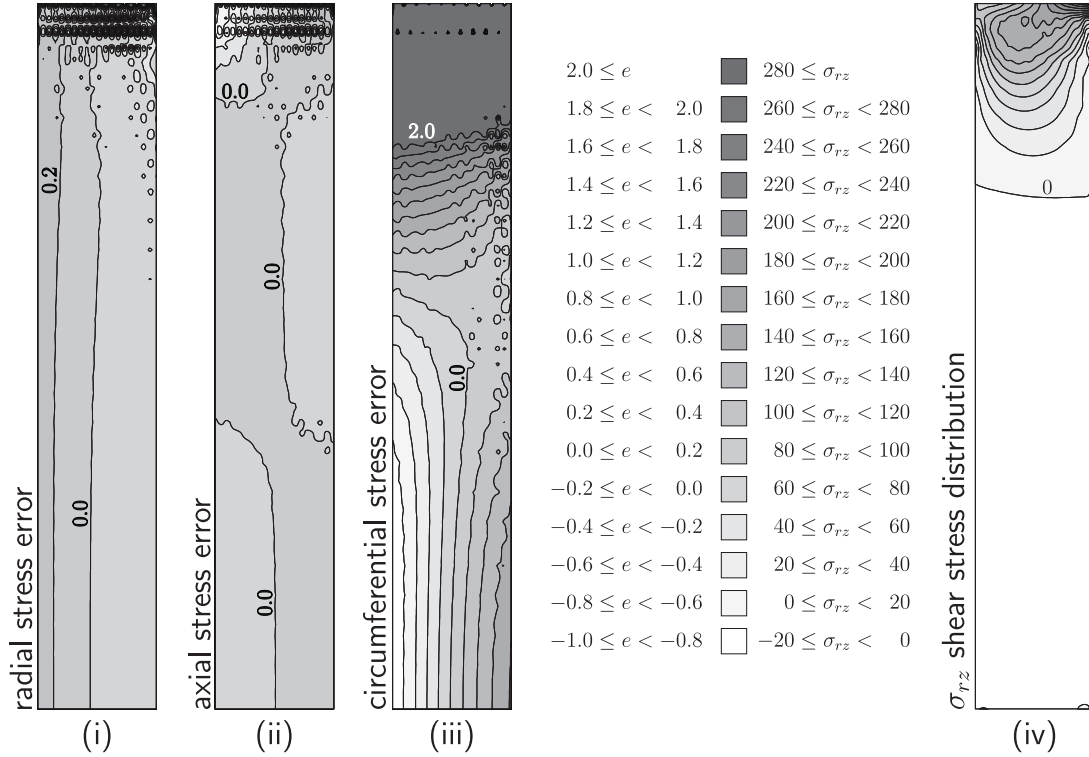 radial stress error
0.2
0.0
(i)
axial stress error
0.0
0.0
0.0
(ii)
circumferential stress error
2.0
0.0
(iii)
2.0 ≤ e 280 ≤ σrz
1.8 ≤ e < 2.0 260 ≤ σrz < 280
1.6 ≤ e < 1.8 240 ≤ σrz < 260
1.4 ≤ e < 1.6 220 ≤ σrz < 240
1.2 ≤ e < 1.4 200 ≤ σrz < 220
1.0 ≤ e < 1.2 180 ≤ σrz < 200
0.8 ≤ e < 1.0 160 ≤ σrz < 180
0.6 ≤ e < 0.8 140 ≤ σrz < 160
0.4 ≤ e < 0.6 120 ≤ σrz < 140
0.2 ≤ e < 0.4 100 ≤ σrz < 120
0.0 ≤ e < 0.2 80 ≤ σrz < 100
−0.2 ≤ e < 0.0 60 ≤ σrz < 80
−0.4 ≤ e < −0.2 40 ≤ σrz < 60
−0.6 ≤ e < −0.4 20 ≤ σrz < 40
−0.8 ≤ e < −0.6 0 ≤ σrz < 20
−1.0 ≤ e < −0.8 −20 ≤ σrz < 0
σrz shear stress distribution
0
(iv)